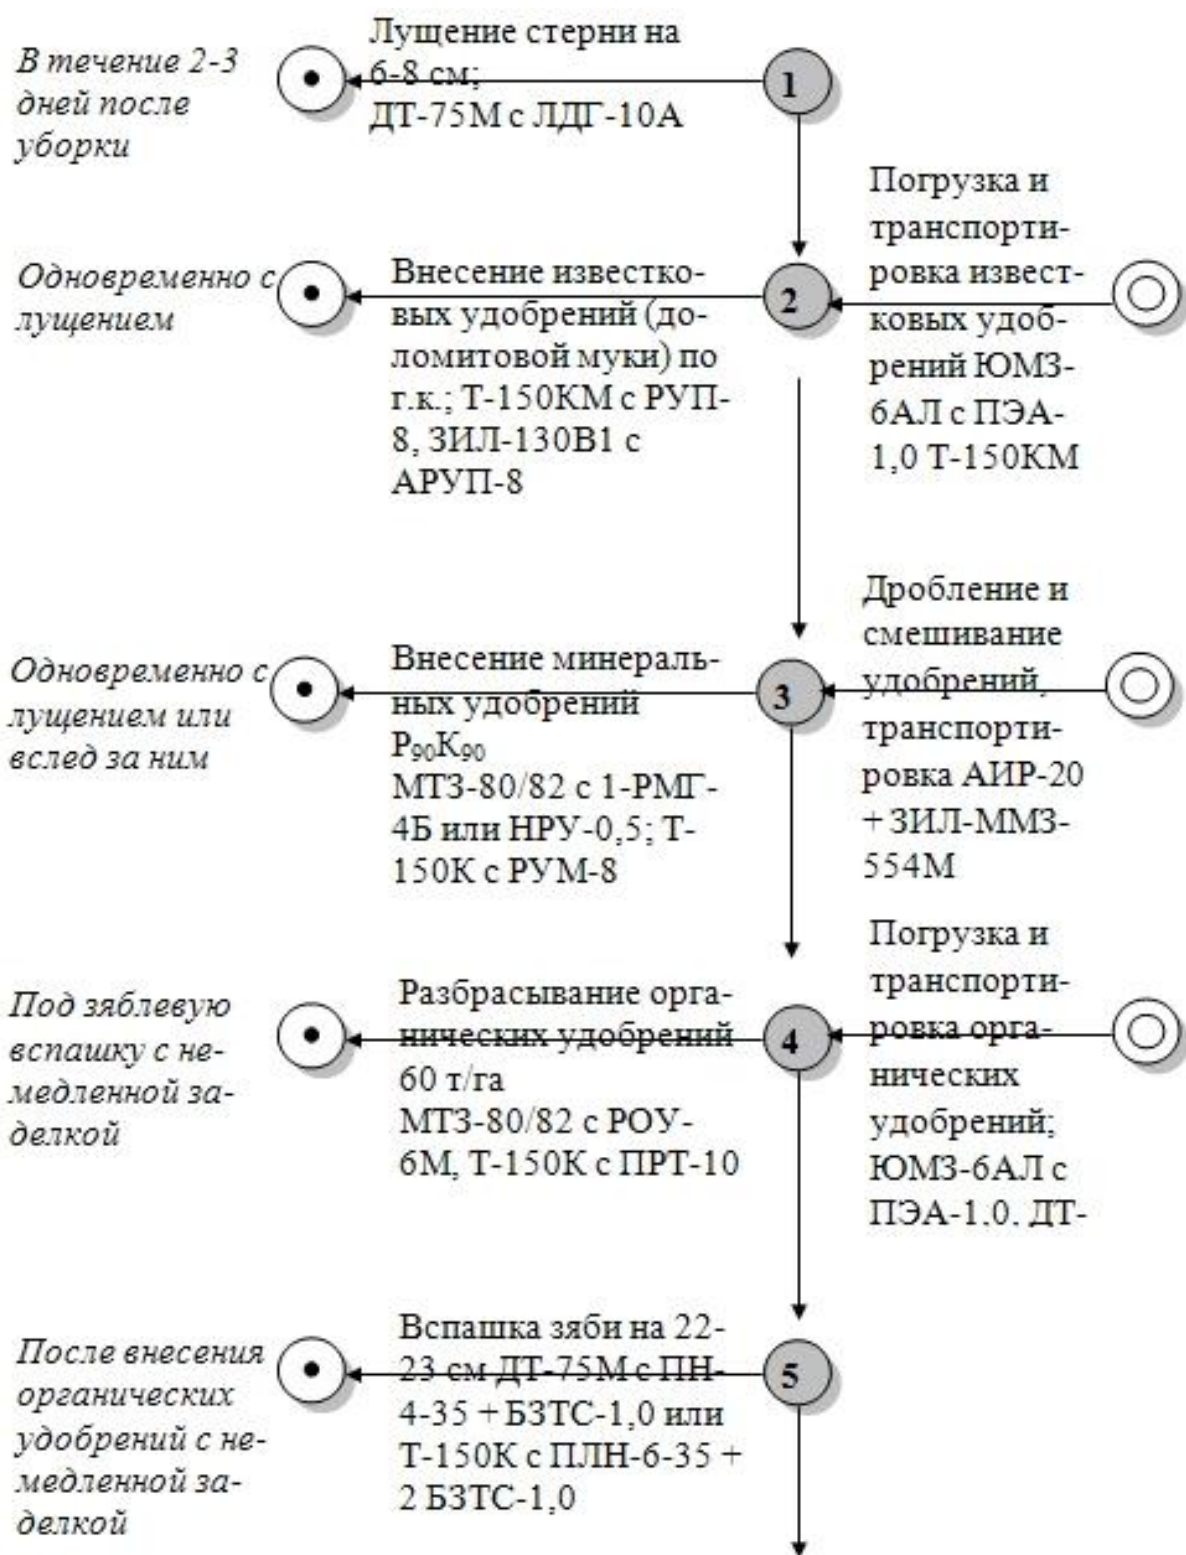 В течение 2-3
дней после
уборки
Лущение стерни на
6-8 см;
ДТ-75М с ЛДГ-10А
1
Одновременно с
лущением
Внесение известко-
вых удобрений (до-
ломитовой муки) по
г.к.; Т-150КМ с РУП-
8, ЗИЛ-130В1 с
АРУП-8
2
Погрузка и
транспорти-
ровка извест-
ковых удоб-
рений ЮМЗ-
6АЛ с ПЭА-
1,0 Т-150КМ
Одновременно с
лущением или
вслед за ним
Внесение минераль-
ных удобрений
P₉₀K₉₀
МТЗ-80/82 с 1-РМГ-
4Б или НРУ-0,5; Т-
150К с РУМ-8
3
Дробление и
смешивание
удобрений,
транспорти-
ровка АИР-20
+ ЗИЛ-ММЗ-
554М
Под зяблевую
вспашку с не-
медленной за-
делкой
Разбрасывание орга-
нических удобрений
60 т/га
МТЗ-80/82 с РОУ-
6М, Т-150К с ПРТ-10
4
Погрузка и
транспорти-
ровка орга-
нических
удобрений;
ЮМЗ-6АЛ с
ПЭА-1,0, ДТ-
После внесения
органических
удобрений с не-
медленной за-
делкой
Вспашка зяби на 22-
23 см ДТ-75М с ПН-
4-35 + БЗТС-1,0 или
Т-150К с ПЛН-6-35 +
2 БЗТС-1,0
5